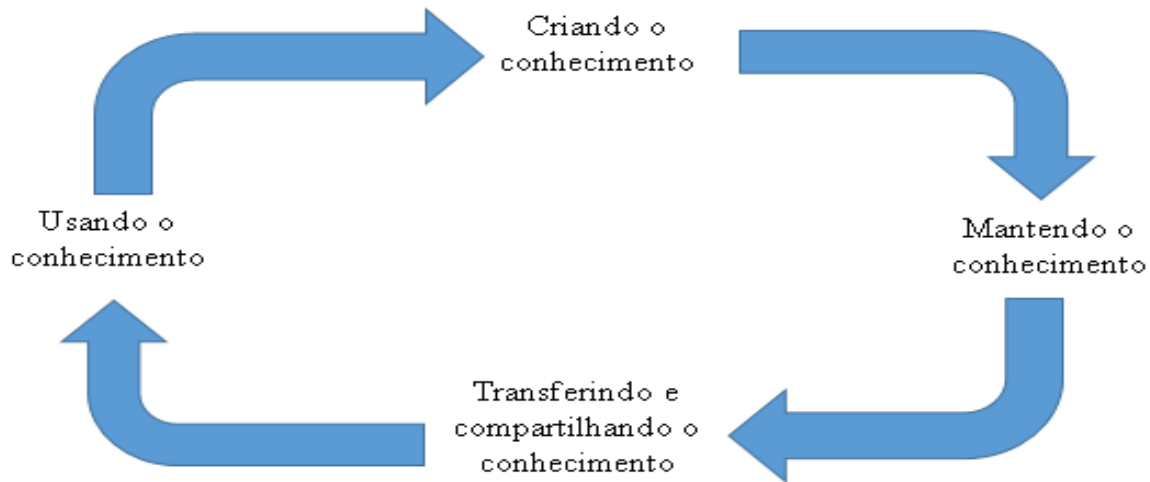 Criando o
conhecimento
Usando o
conhecimento
Mantendo o
conhecimento
Transferindo e
compartilhando o
conhecimento